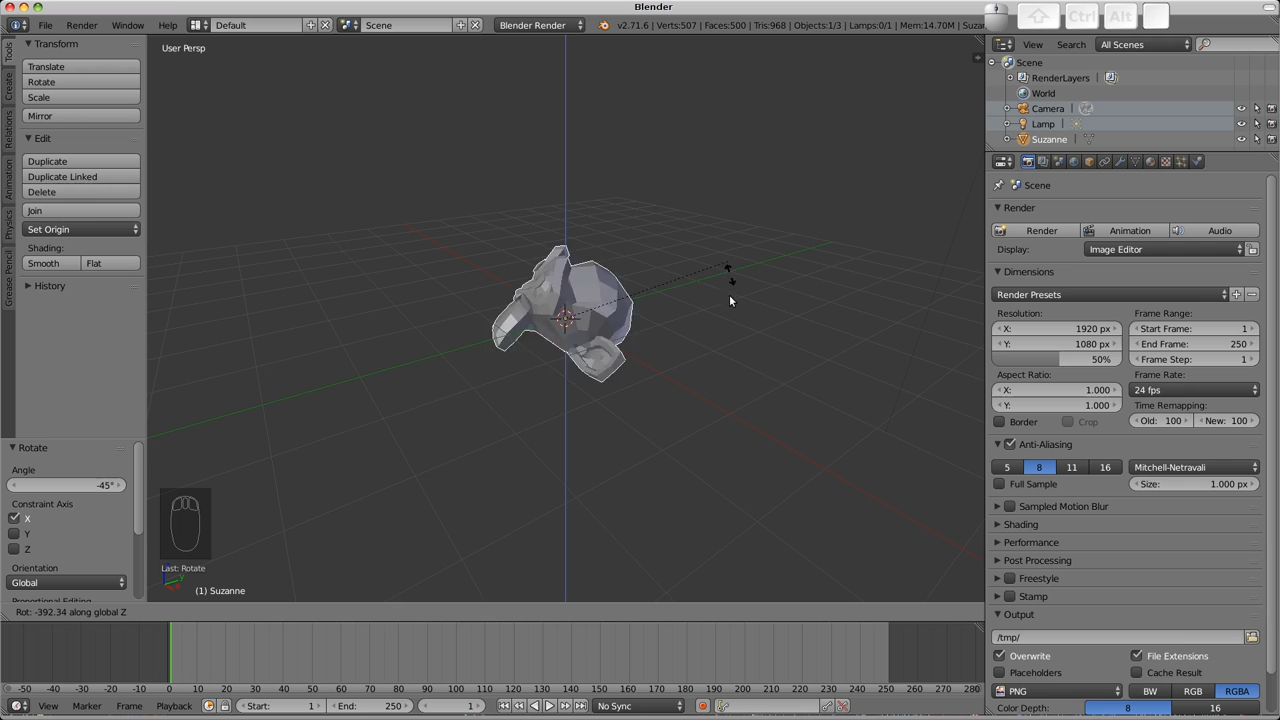 Blender
File Render Window Help Default Scene Blender Render v2.71.6 | Verts:507 | Faces:500 | Tris:968 | Objects:1/3 | Lamps:0/1 | Mem:14.70M | Suza
Ctrl Alt
Tools
Create
Relations
Animation
Physics
Grease Pencil
Transform
Translate
Rotate
Scale
Mirror
Edit
Duplicate
Duplicate Linked
Delete
Join
Set Origin
Shading:
Smooth Flat
History
Rotate
Angle
-45°
Constraint Axis
X
Y
Z
Orientation
Global
User Persp
Last: Rotate
(1) Suzanne
Rot: -392.34 along global Z
-50 -40 -30 -20 -10 0 10 20 30 40 50 60 70 80 90 100 110 120 130 140 150 160 170 180 190 200 210 220 230 240 250 260 270 280
View Marker Frame Playback Start: 1 End: 250 1 No Sync
View Search All Scenes
Scene
RenderLayers
World
Camera
Lamp
Suzanne
Scene
Render
Render Animation Audio
Display: Image Editor
Dimensions
Render Presets
Resolution: Frame Range:
X: 1920 px Start Frame: 1
Y: 1080 px End Frame: 250
50% Frame Step: 1
Aspect Ratio: Frame Rate:
X: 1.000 24 fps
Y: 1.000 Time Remapping:
Border Crop Old: 100 New: 100
Anti-Aliasing
5 8 11 16 Mitchell-Netravali
Full Sample Size: 1.000 px
Sampled Motion Blur
Shading
Performance
Post Processing
Freestyle
Stamp
Output
/tmp/
Overwrite File Extensions
Placeholders Cache Result
PNG BW RGB RGBA
Color Depth: 8 16